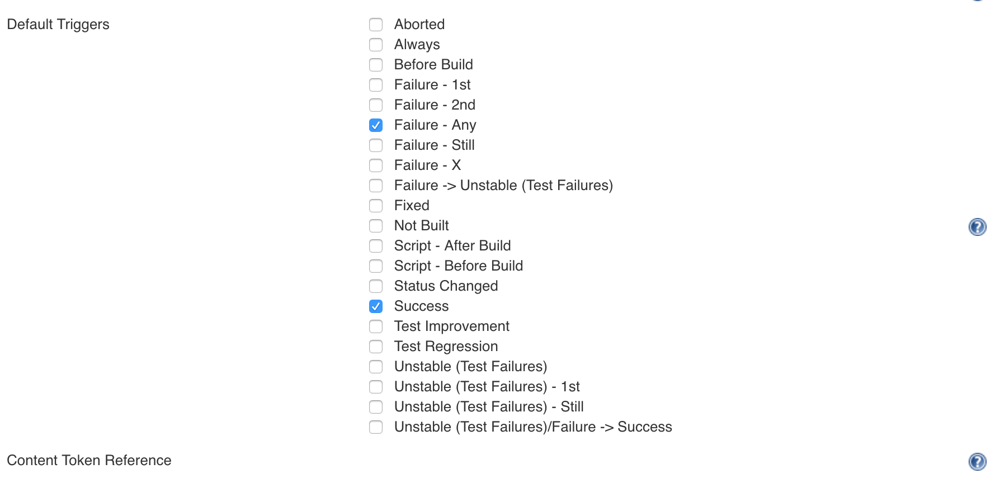 Default Triggers
Aborted
Always
Before Build
Failure - 1st
Failure - 2nd
Failure - Any
Failure - Still
Failure - X
Failure -> Unstable (Test Failures)
Fixed
Not Built
Script - After Build
Script - Before Build
Status Changed
Success
Test Improvement
Test Regression
Unstable (Test Failures)
Unstable (Test Failures) - 1st
Unstable (Test Failures) - Still
Unstable (Test Failures)/Failure -> Success
Content Token Reference